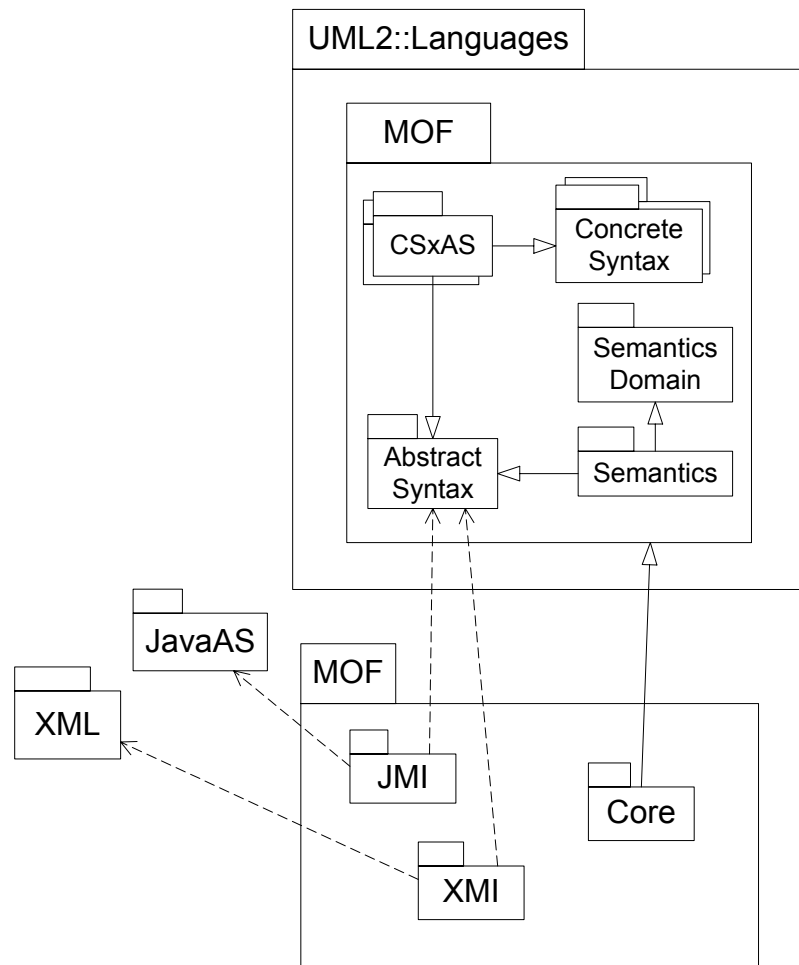 UML2::Languages
MOF
CSxAS
Concrete
Syntax
Semantics
Domain
Abstract
Syntax
Semantics
JavaAS
MOF
XML
JMI
Core
XMI